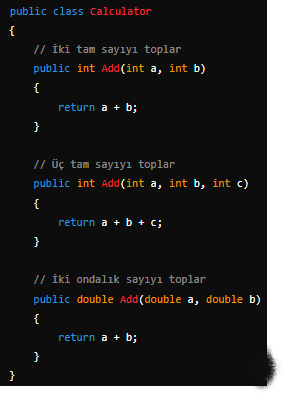 public class Calculator
{
// İki tam sayıyı toplar
public int Add(int a, int b)
{
return a + b;
}
// Üç tam sayıyı toplar
public int Add(int a, int b, int c)
{
return a + b + c;
}
// İki ondalık sayıyı toplar
public double Add(double a, double b)
{
return a + b;
}
}